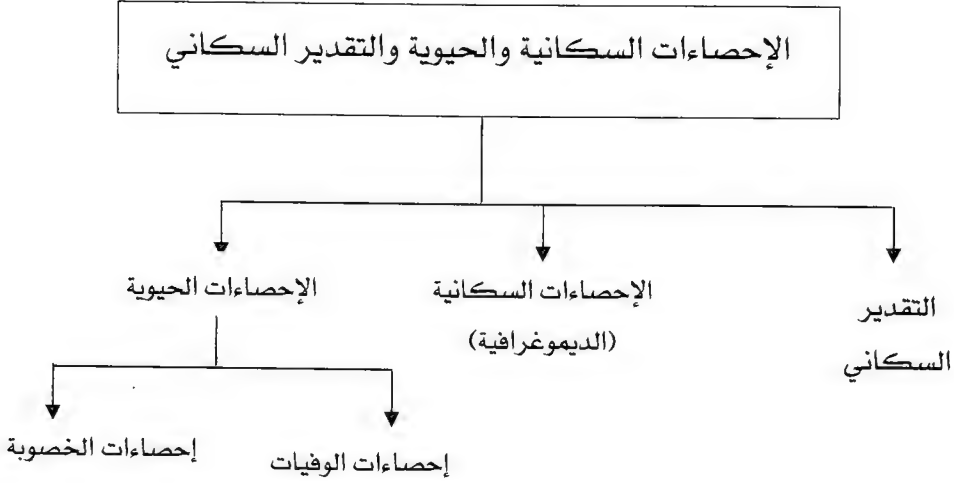 الإحصاءات السكانية والحيوية والتقدير السكاني
التقدير
السكاني
الإحصاءات السكانية
(الديموغرافية)
الإحصاءات الحيوية
إحصاءات الوفيات
إحصاءات الخصوبة